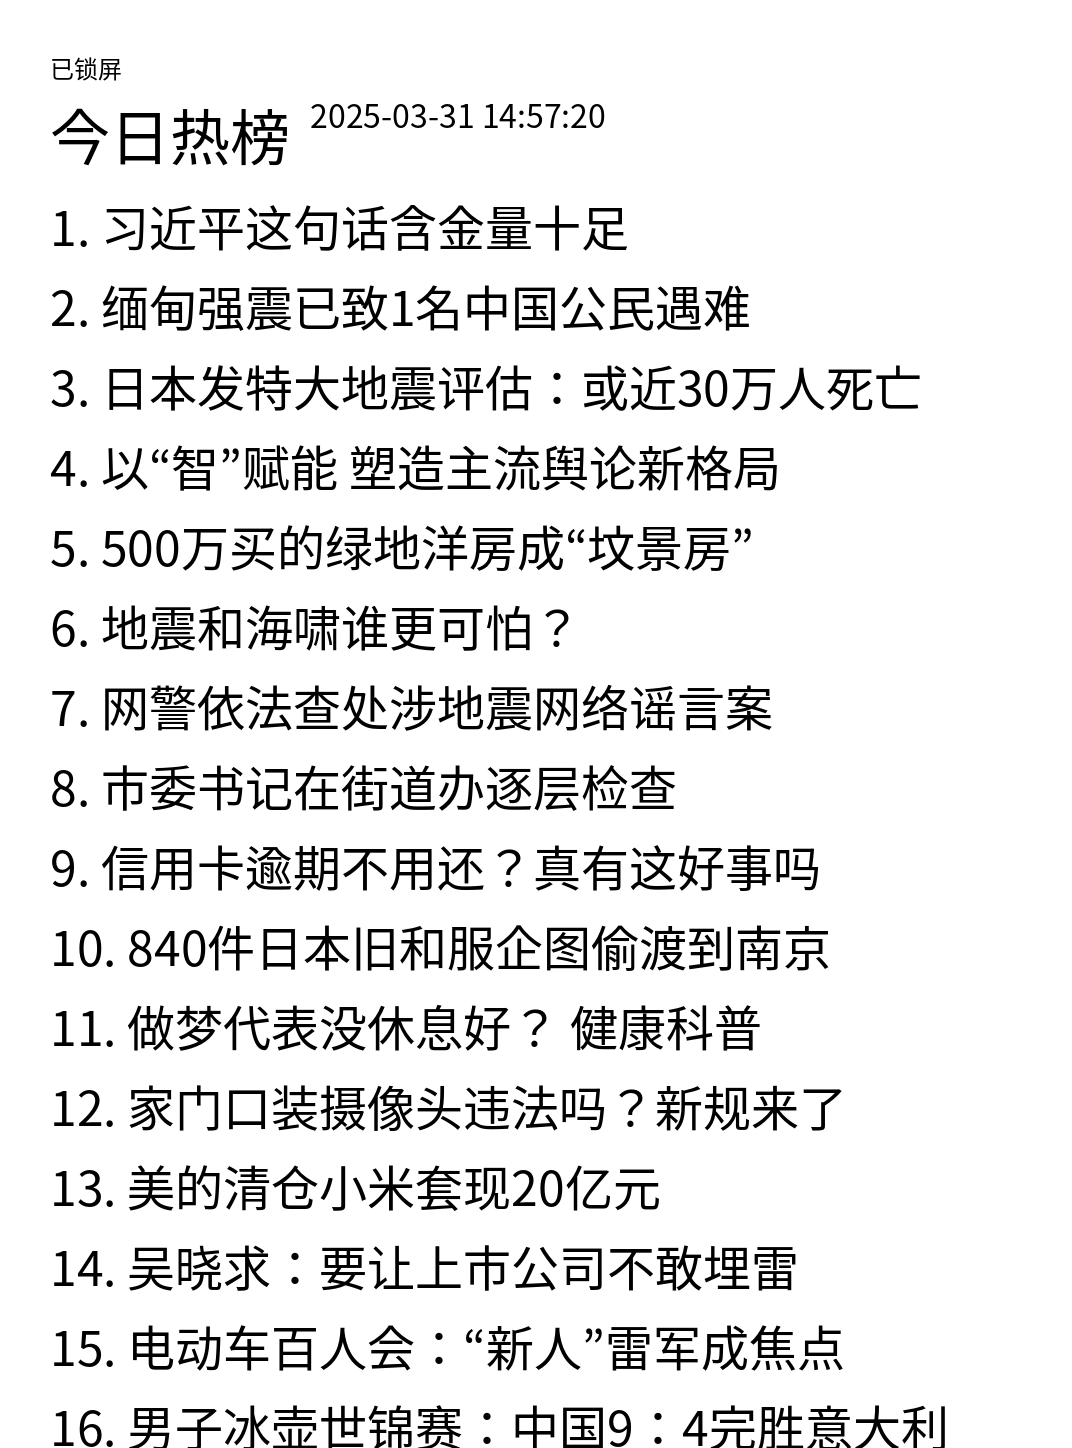 已锁屏
今日热榜 2025-03-31 14:57:20
1. 习近平这句话含金量十足
2. 缅甸强震已致1名中国公民遇难
3. 日本发特大地震评估：或近30万人死亡
4. 以“智”赋能 塑造主流舆论新格局
5. 500万买的绿地洋房成“坟景房”
6. 地震和海啸谁更可怕？
7. 网警依法查处涉地震网络谣言案
8. 市委书记在街道办逐层检查
9. 信用卡逾期不用还？真有这好事吗
10. 840件日本旧和服企图偷渡到南京
11. 做梦代表没休息好？ 健康科普
12. 家门口装摄像头违法吗？新规来了
13. 美的清仓小米套现20亿元
14. 吴晓求：要让上市公司不敢埋雷
15. 电动车百人会：“新人”雷军成焦点
16. 男子冰壶世锦赛：中国9：4完胜意大利